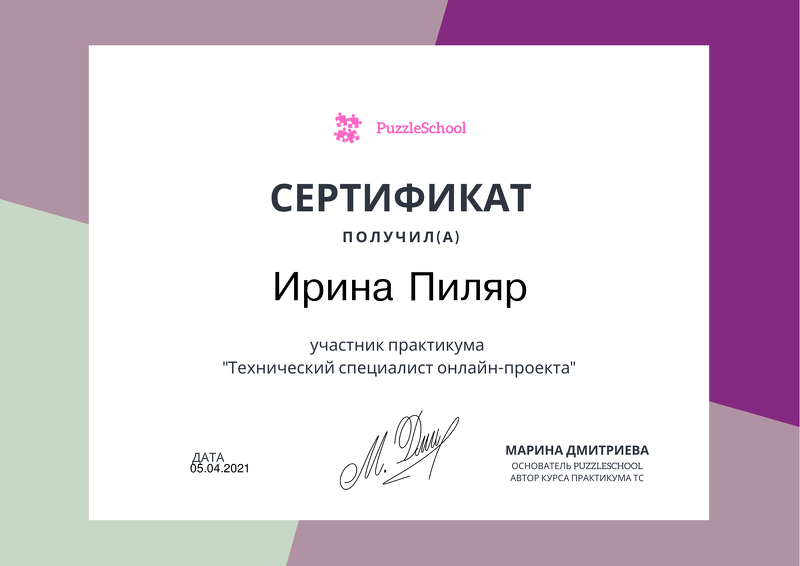 PuzzleSchool
СЕРТИФИКАТ
ПОЛУЧИЛ(А)
Ирина Пиляр
участник практикума
"Технический специалист онлайн-проекта"
ДАТА
05.04.2021
М. Дми
МАРИНА ДМИТРИЕВА
ОСНОВАТЕЛЬ PUZZLESCHOOL
АВТОР КУРСА ПРАКТИКУМА ТС